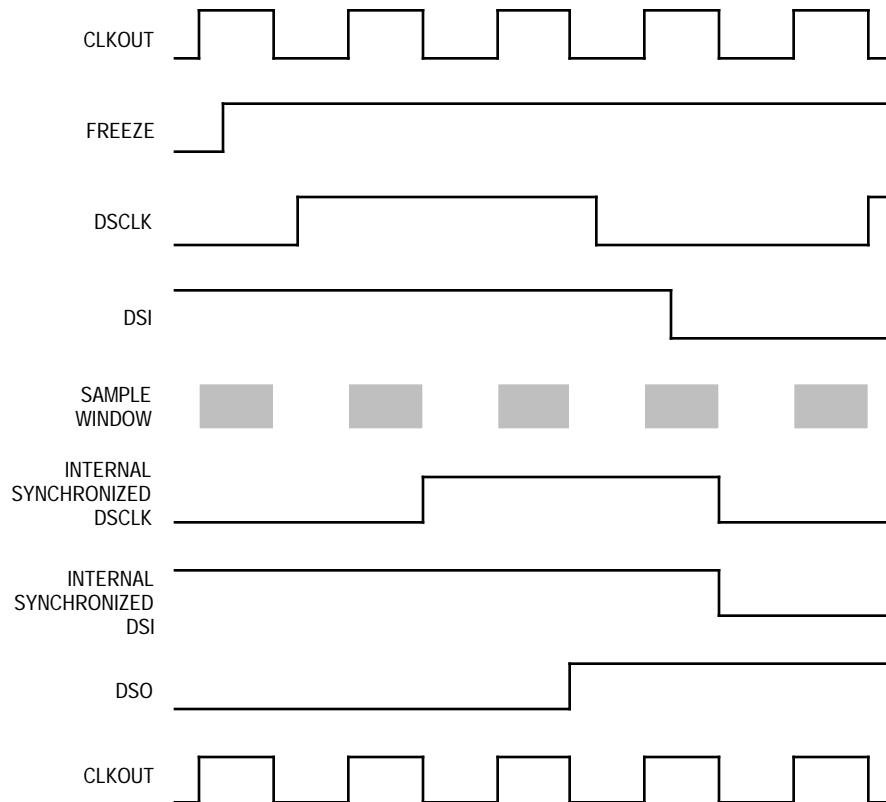 CLKOUT
FREEZE
DSCLK
DSI
SAMPLE
WINDOW
INTERNAL
SYNCHRONIZED
DSCLK
INTERNAL
SYNCHRONIZED
DSI
DSO
CLKOUT